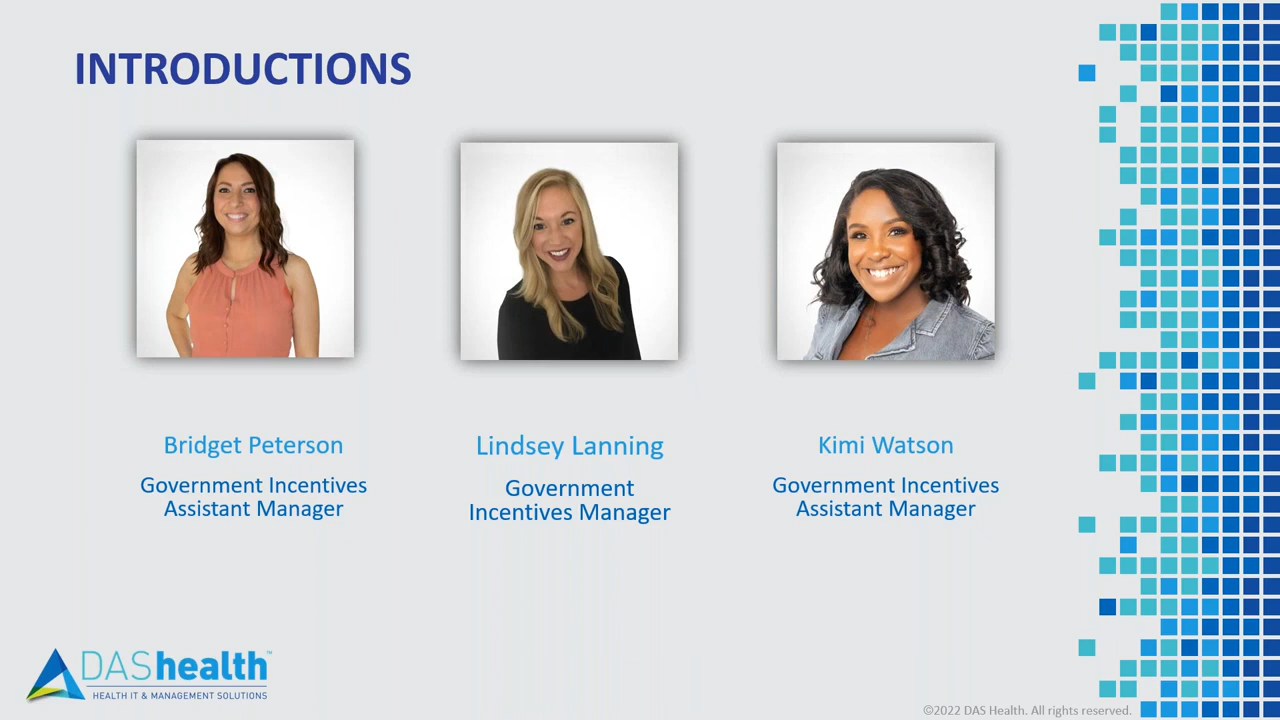 INTRODUCTIONS
Bridget Peterson
Government Incentives
Assistant Manager
Lindsey Lanning
Government
Incentives Manager
Kimi Watson
Government Incentives
Assistant Manager
DAShealth™
HEALTH IT & MANAGEMENT SOLUTIONS
©2022 DAS Health. All rights reserved.